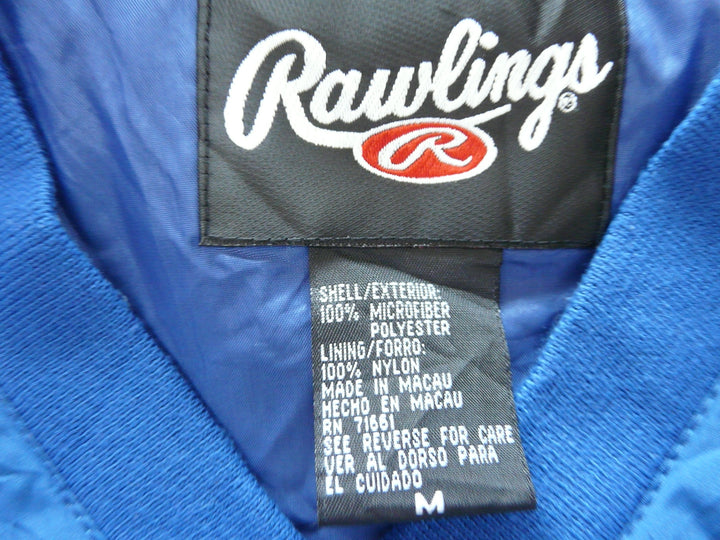 Rawlings®
R
SHELL/EXTERIOR:
100% MICROFIBER
POLYESTER
LINING/FORRO:
100% NYLON
MADE IN MACAU
HECHO EN MACAU
RN 71661
SEE REVERSE FOR CARE
VER AL DORSO PARA
EL CUIDADO
M